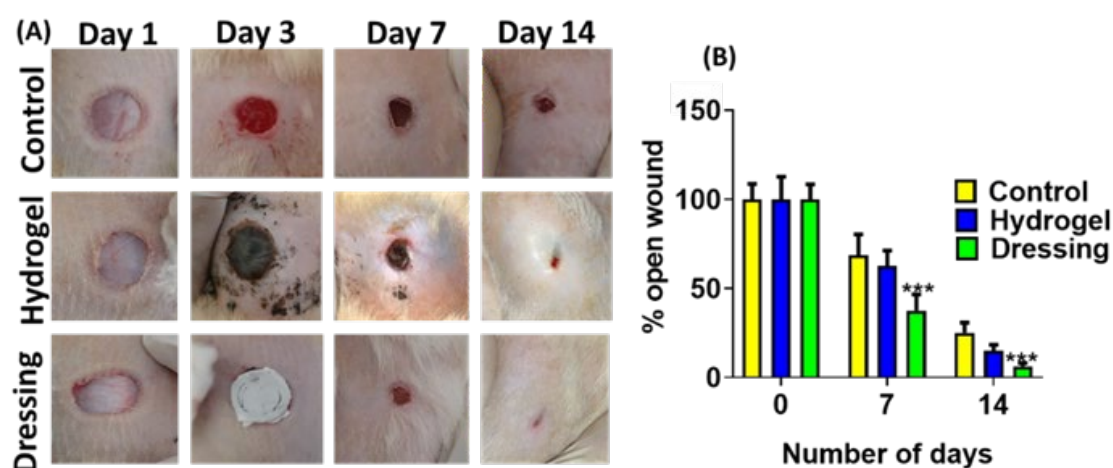 (A) Day 1 Day 3 Day 7 Day 14
Control
Hydrogel
Dressing
(B)
% open wound
150
100
50
0
***
***
Control
Hydrogel
Dressing
0 7 14
Number of days